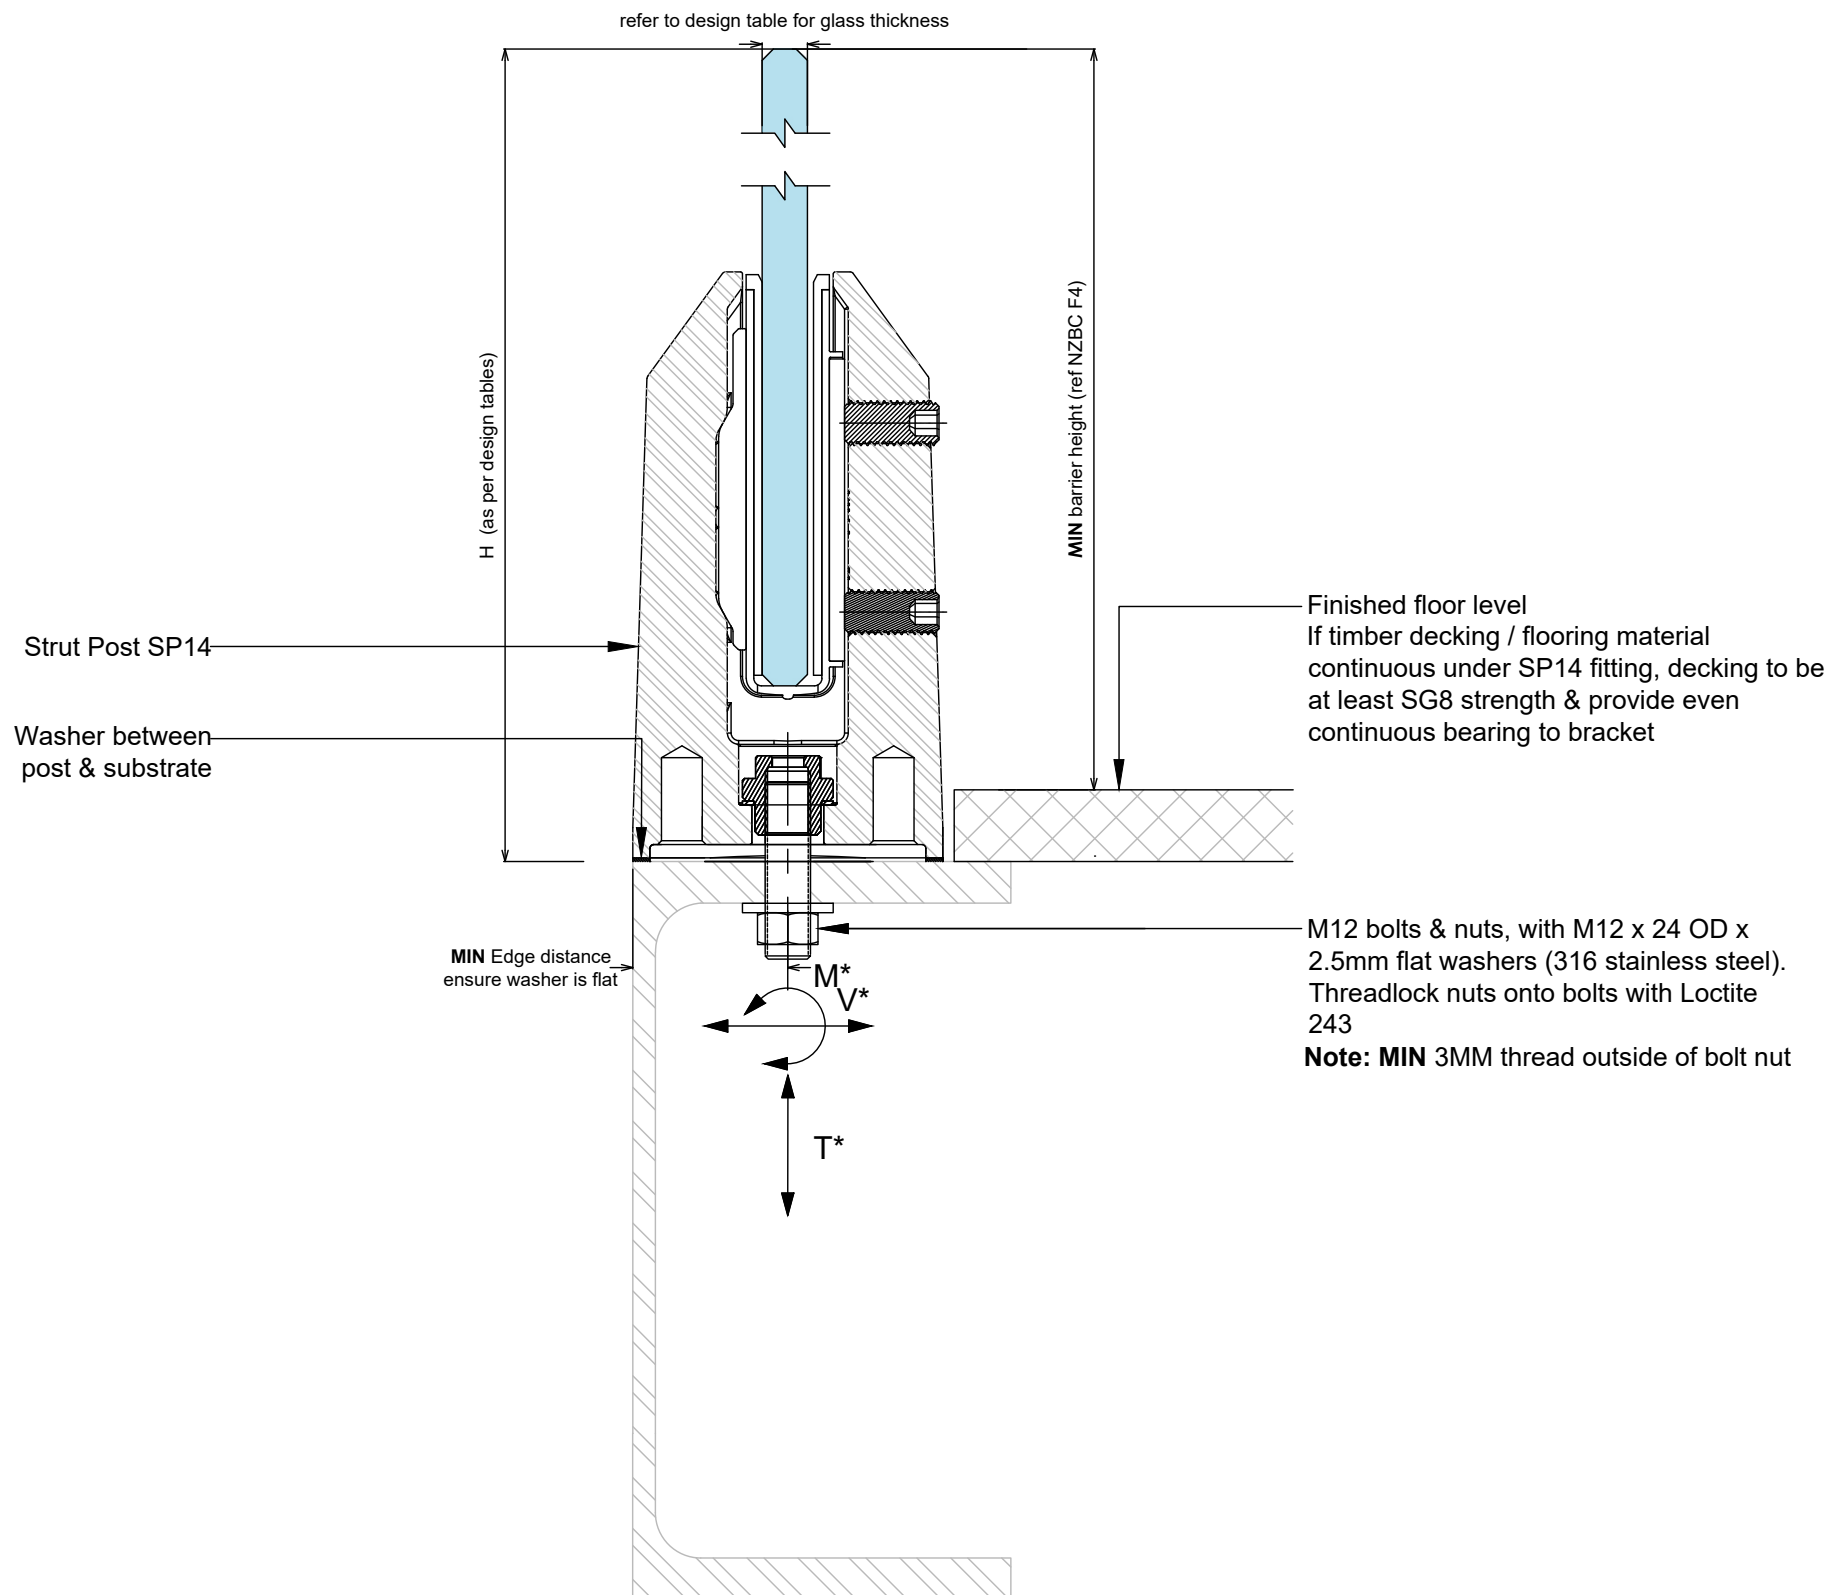 refer to design table for glass thickness
H (as per design tables)
MIN barrier height (ref NZBC F4)
Strut Post SP14
Washer between
post & substrate
Finished floor level
If timber decking / flooring material
continuous under SP14 fitting, decking to be
at least SG8 strength & provide even
continuous bearing to bracket
MIN Edge distance
ensure washer is flat
M*
V*
T*
M12 bolts & nuts, with M12 x 24 OD x
2.5mm flat washers (316 stainless steel).
Threadlock nuts onto bolts with Loctite
243
Note: MIN 3MM thread outside of bolt nut